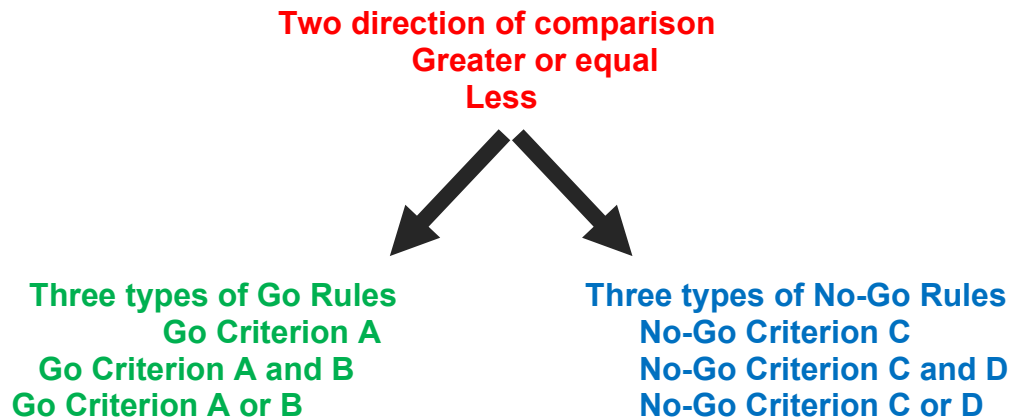 Two direction of comparison
Greater or equal
Less
Three types of Go Rules
Go Criterion A
Go Criterion A and B
Go Criterion A or B
Three types of No-Go Rules
No-Go Criterion C
No-Go Criterion C and D
No-Go Criterion C or D